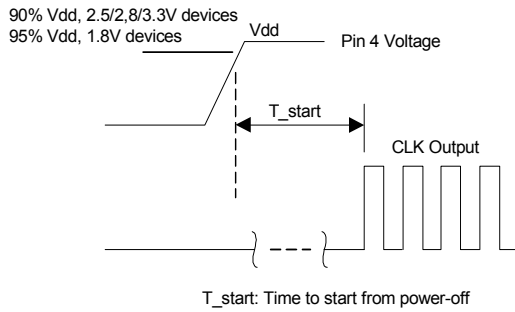 90% Vdd, 2.5/2,8/3.3V devices
95% Vdd, 1.8V devices
Vdd
Pin 4 Voltage
T_start
CLK Output
T_start: Time to start from power-off